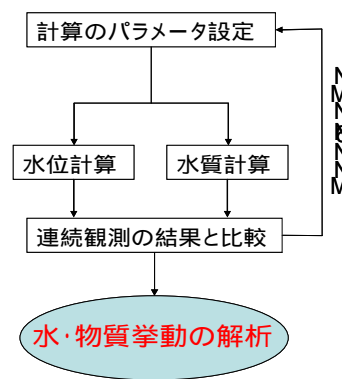 計算のパラメータ設定
水位計算
水質計算
連続観測の結果と比較
水・物質挙動の解析